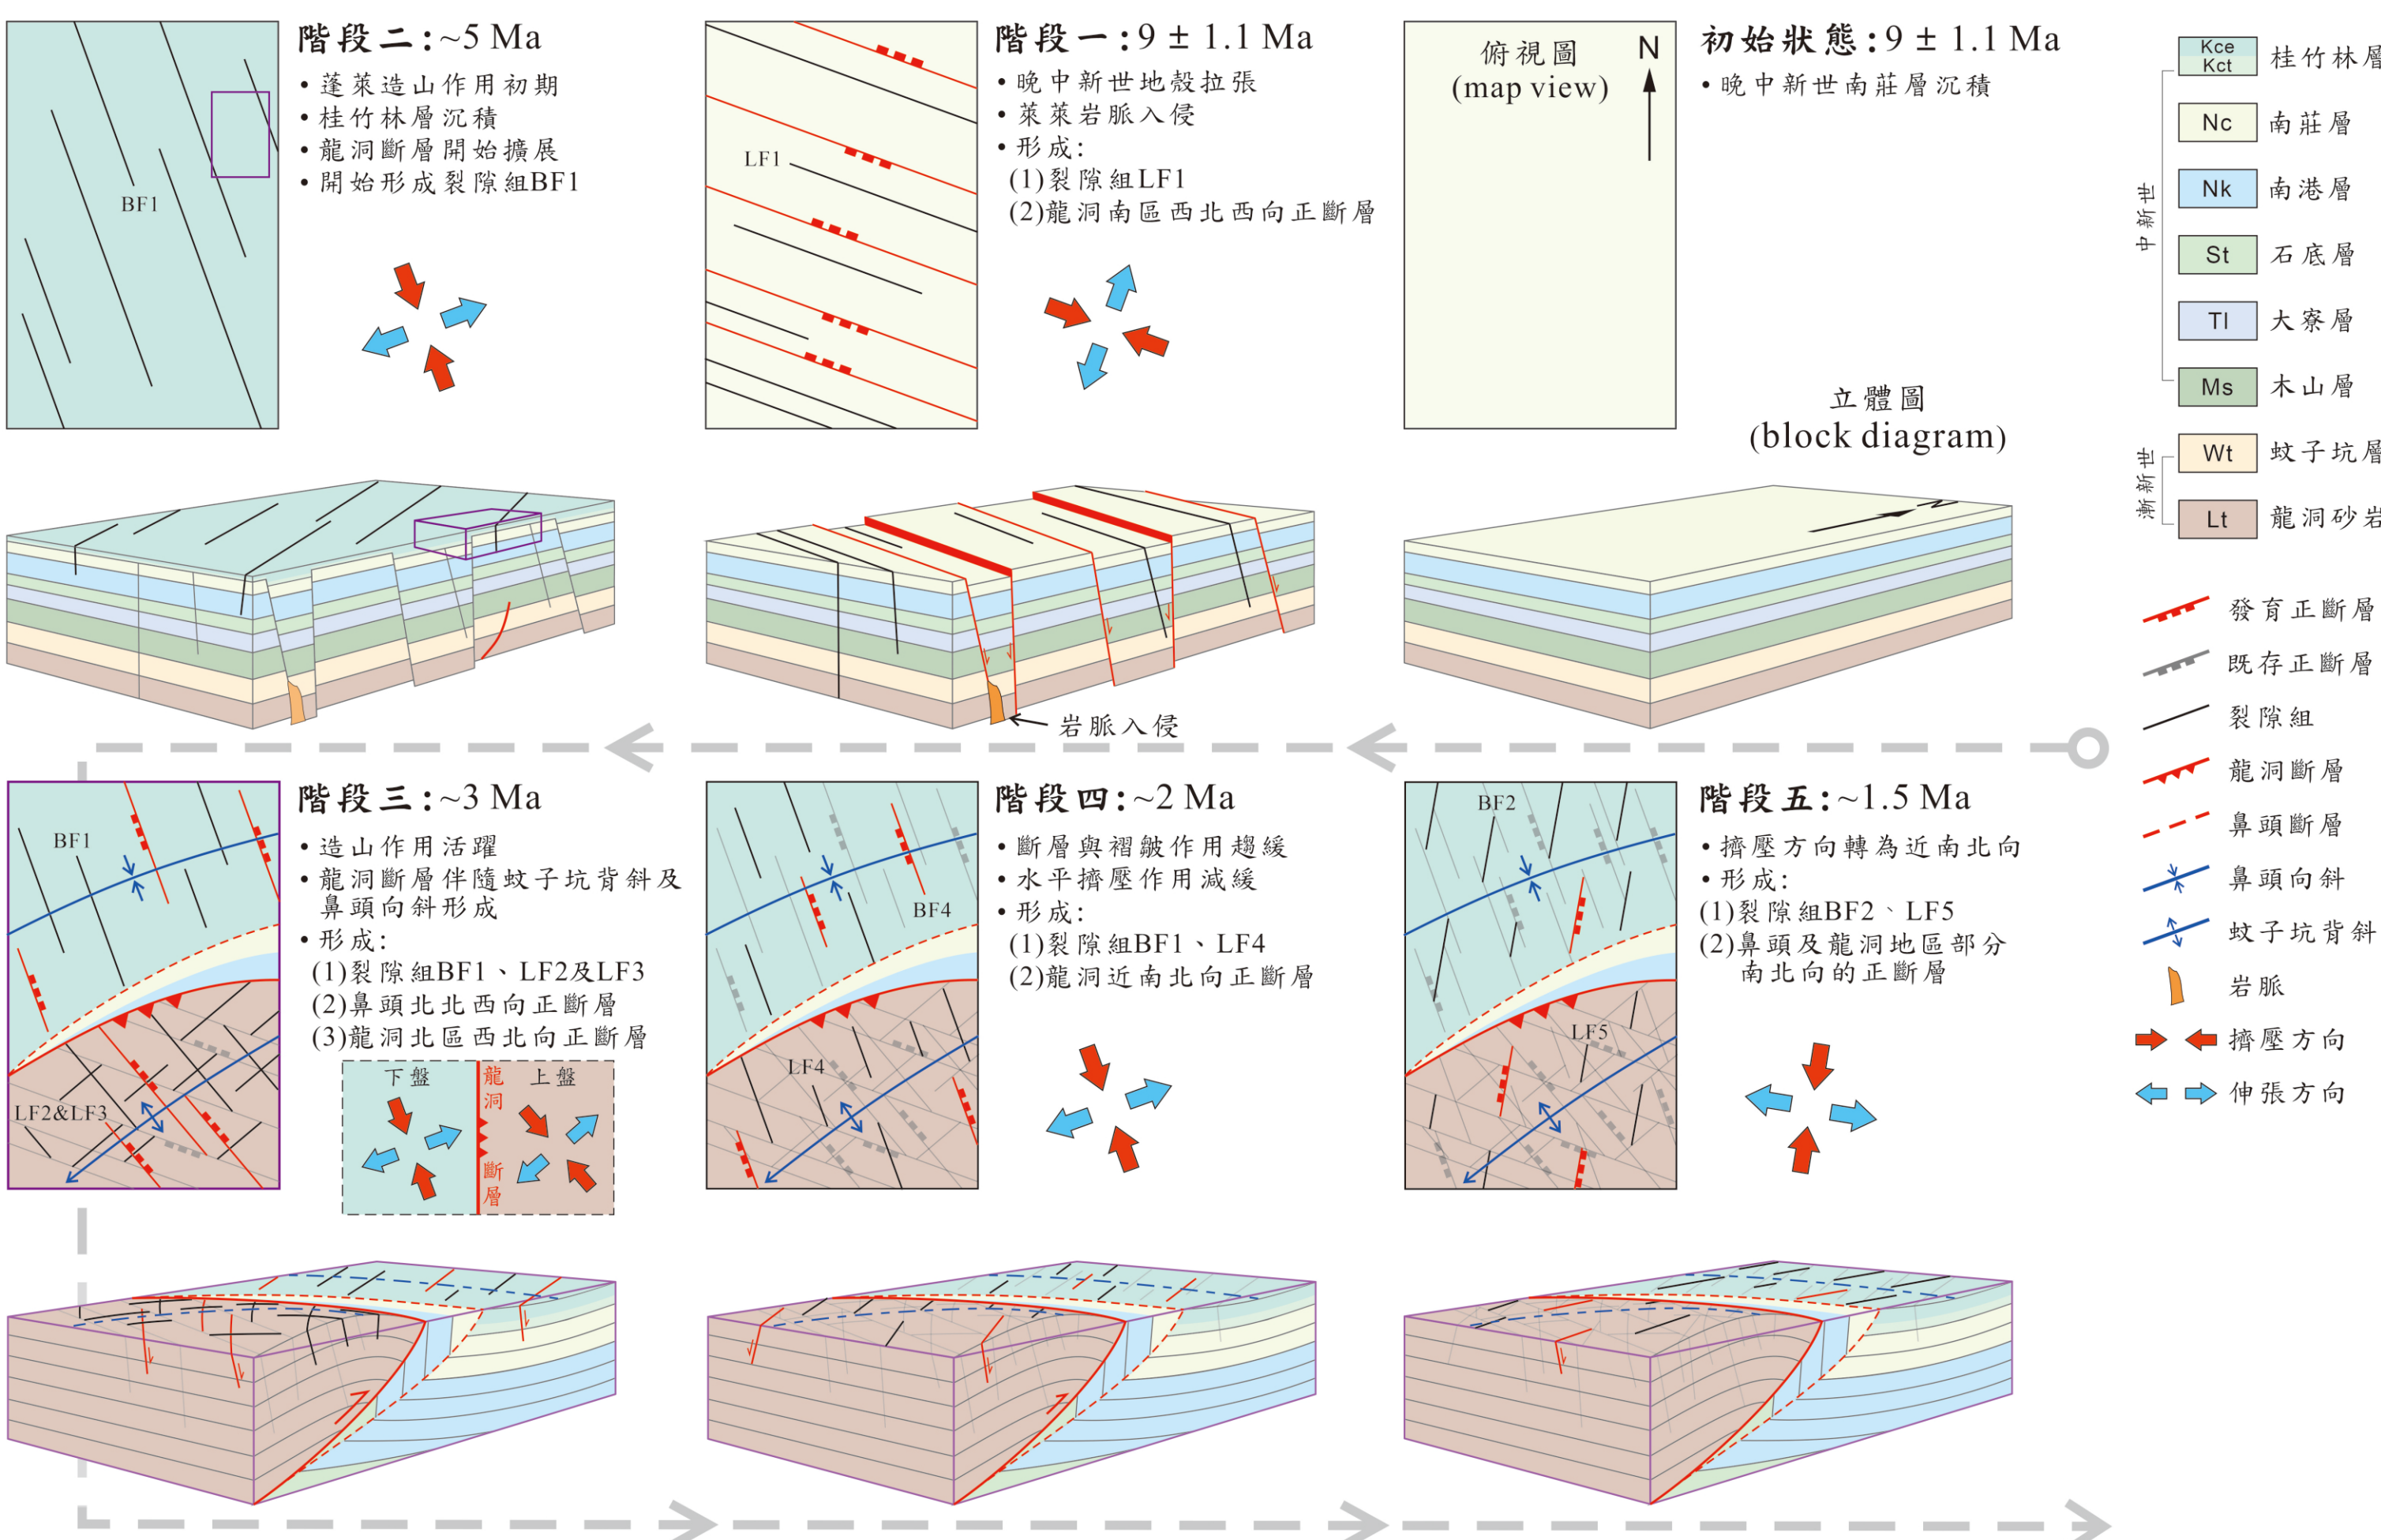 階段二:~5 Ma
• 蓬萊造山作用初期
• 桂竹林層沉積
• 龍洞斷層開始擴展
• 開始形成裂隙組BF1
BF1
階段一:9 ± 1.1 Ma
• 晚中新世地殼拉張
• 萊萊岩脈入侵
• 形成:
(1)裂隙組LF1
(2)龍洞南區西北西向正斷層
LF1
岩脈入侵
初始狀態:9 ± 1.1 Ma
• 晚中新世南莊層沉積
俯視圖
(map view)
N
立體圖
(block diagram)
N
階段三:~3 Ma
• 造山作用活躍
• 龍洞斷層伴隨蚊子坑背斜及
鼻頭向斜形成
• 形成:
(1)裂隙組BF1、LF2及LF3
(2)鼻頭北北西向正斷層
(3)龍洞北區西北向正斷層
BF1
LF2&LF3
下盤
龍洞斷層
上盤
階段四:~2 Ma
• 斷層與褶皺作用趨緩
• 水平擠壓作用減緩
• 形成:
(1)裂隙組BF1、LF4
(2)龍洞近南北向正斷層
BF4
LF4
階段五:~1.5 Ma
• 擠壓方向轉為近南北向
• 形成:
(1)裂隙組BF2、LF5
(2)鼻頭及龍洞地區部分
南北向的正斷層
BF2
LF5
中新世
Kce
Kct
桂竹林層
Nc 南莊層
Nk 南港層
St 石底層
Tl 大寮層
Ms 木山層
漸新世
Wt 蚊子坑層
Lt 龍洞砂岩
發育正斷層
既存正斷層
裂隙組
龍洞斷層
鼻頭斷層
鼻頭向斜
蚊子坑背斜
岩脈
擠壓方向
伸張方向